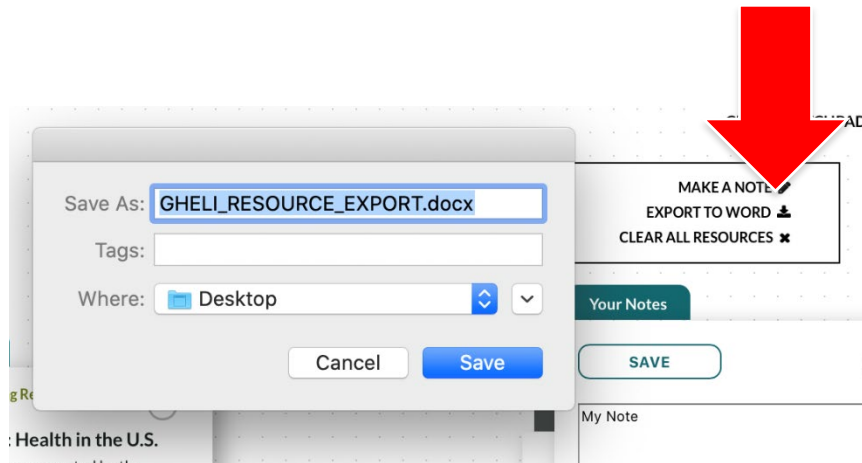 MAKE A NOTE
EXPORT TO WORD
CLEAR ALL RESOURCES
Save As: GHELI_RESOURCE_EXPORT.docx
Tags:
Where: Desktop
Cancel Save
Your Notes
SAVE
My Note
Health in the U.S.